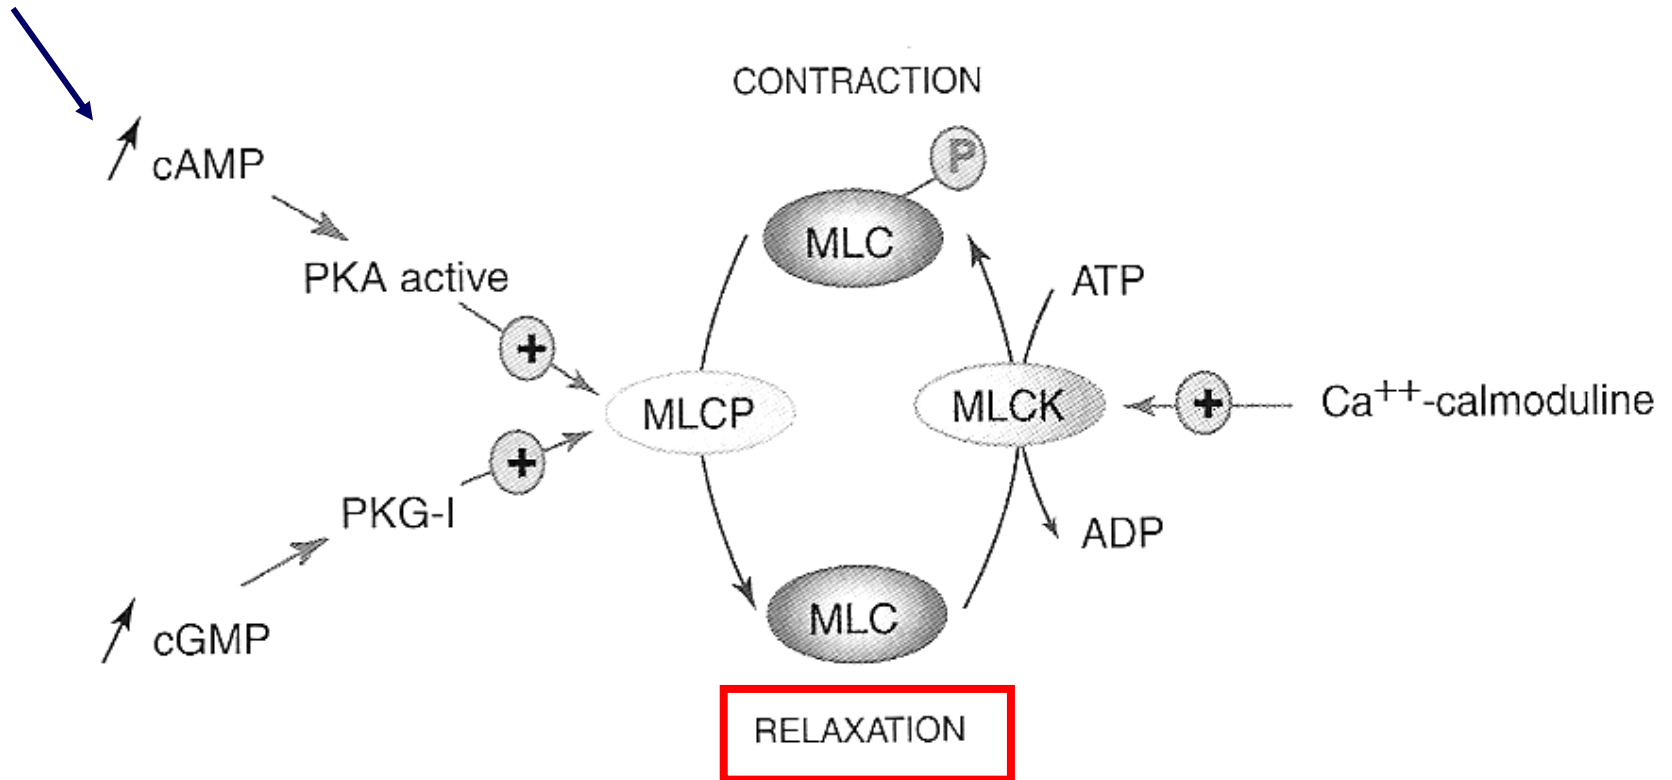 CONTRACTION
P
cAMP
MLC
PKA active
ATP
+
MLCP
MLCK
+
Ca++-calmoduline
+
PKG-I
ADP
cGMP
MLC
RELAXATION